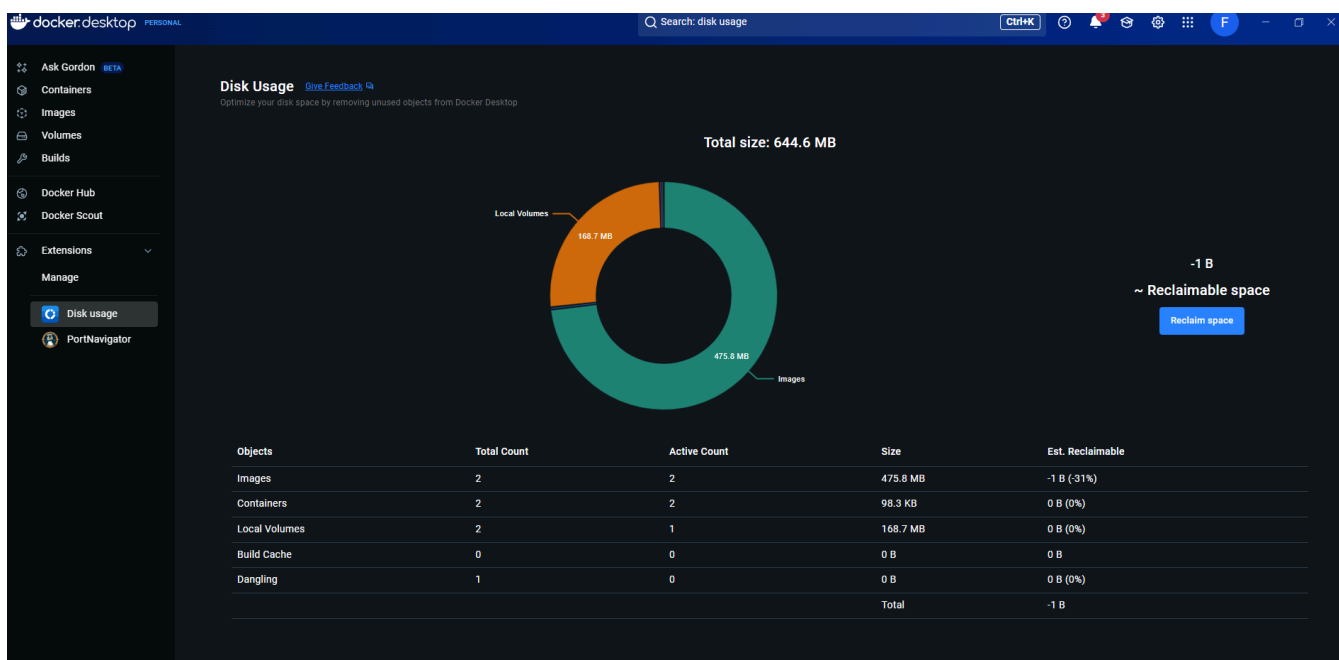 docker.desktop PERSONAL
Search: disk usage
Ctrl+K
3
F
Ask Gordon BETA
Containers
Images
Volumes
Builds
Docker Hub
Docker Scout
Extensions
Manage
Disk usage
PortNavigator
Disk Usage Give Feedback
Optimize your disk space by removing unused objects from Docker Desktop
Total size: 644.6 MB
Local Volumes
168.7 MB
475.8 MB
Images
-1 B
~ Reclaimable space
Reclaim space
Objects Total Count Active Count Size Est. Reclaimable
Images 2 2 475.8 MB -1 B (-31%)
Containers 2 2 98.3 KB 0 B (0%)
Local Volumes 2 1 168.7 MB 0 B (0%)
Build Cache 0 0 0 B 0 B
Dangling 1 0 0 B 0 B (0%)
Total -1 B